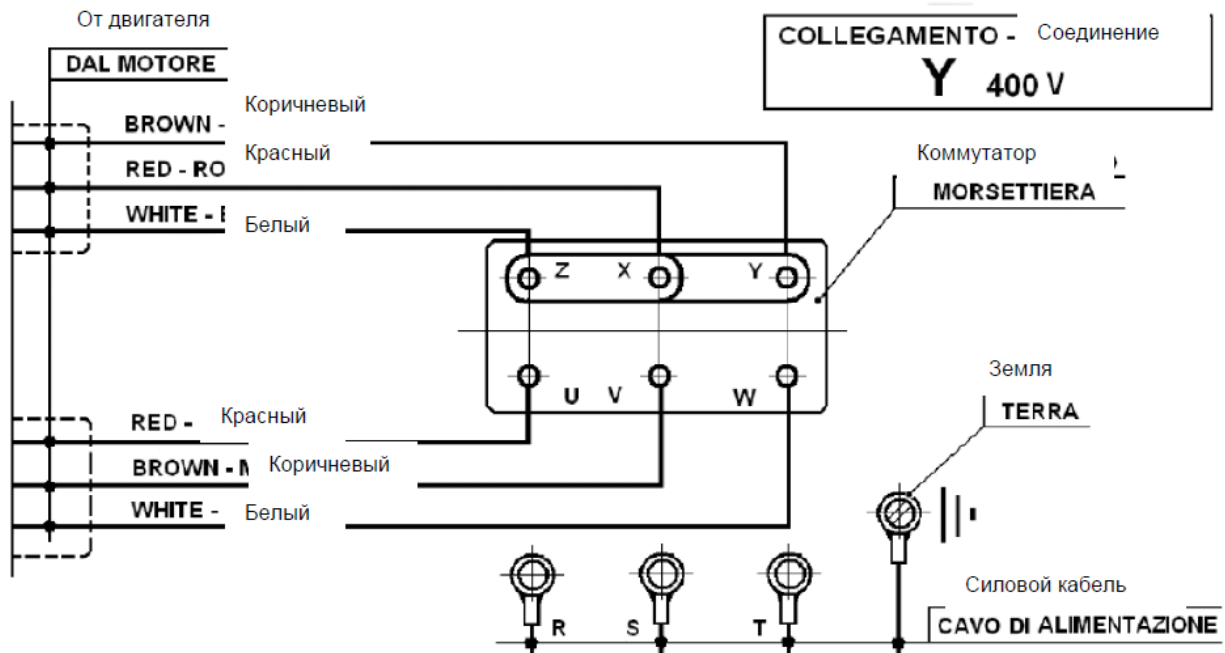 От двигателя
DAL MOTORE
COLLEGAMENTO - Соединение
Y 400 V
Коричневый
BROWN -
Красный
RED - RO
WHITE -
Белый
Коммутатор
MORSETTIERA
Z X Y
U V W
Земля
TERRA
RED - Красный
BROWN - Коричневый
WHITE - Белый
R S T
Силовой кабель
CAVO DI ALIMENTAZIONE